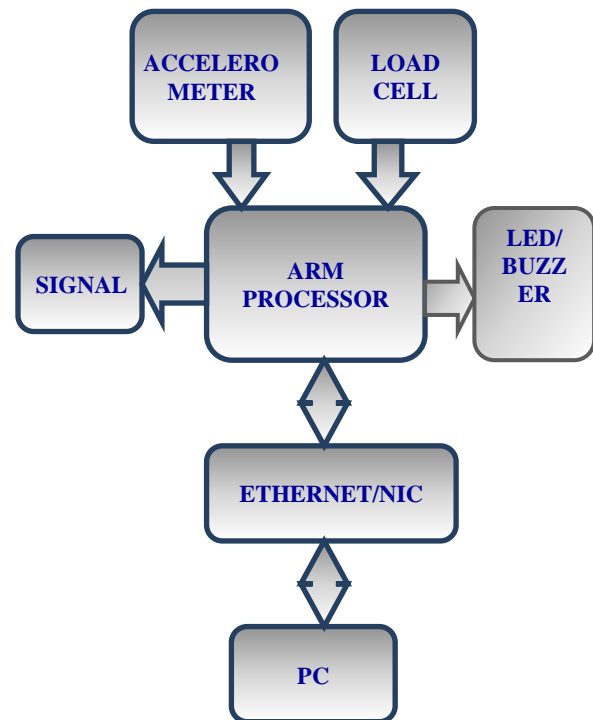 ACCELERO
METER
LOAD
CELL
SIGNAL
ARM
PROCESSOR
LED/
BUZZ
ER
ETHERNET/NIC
PC